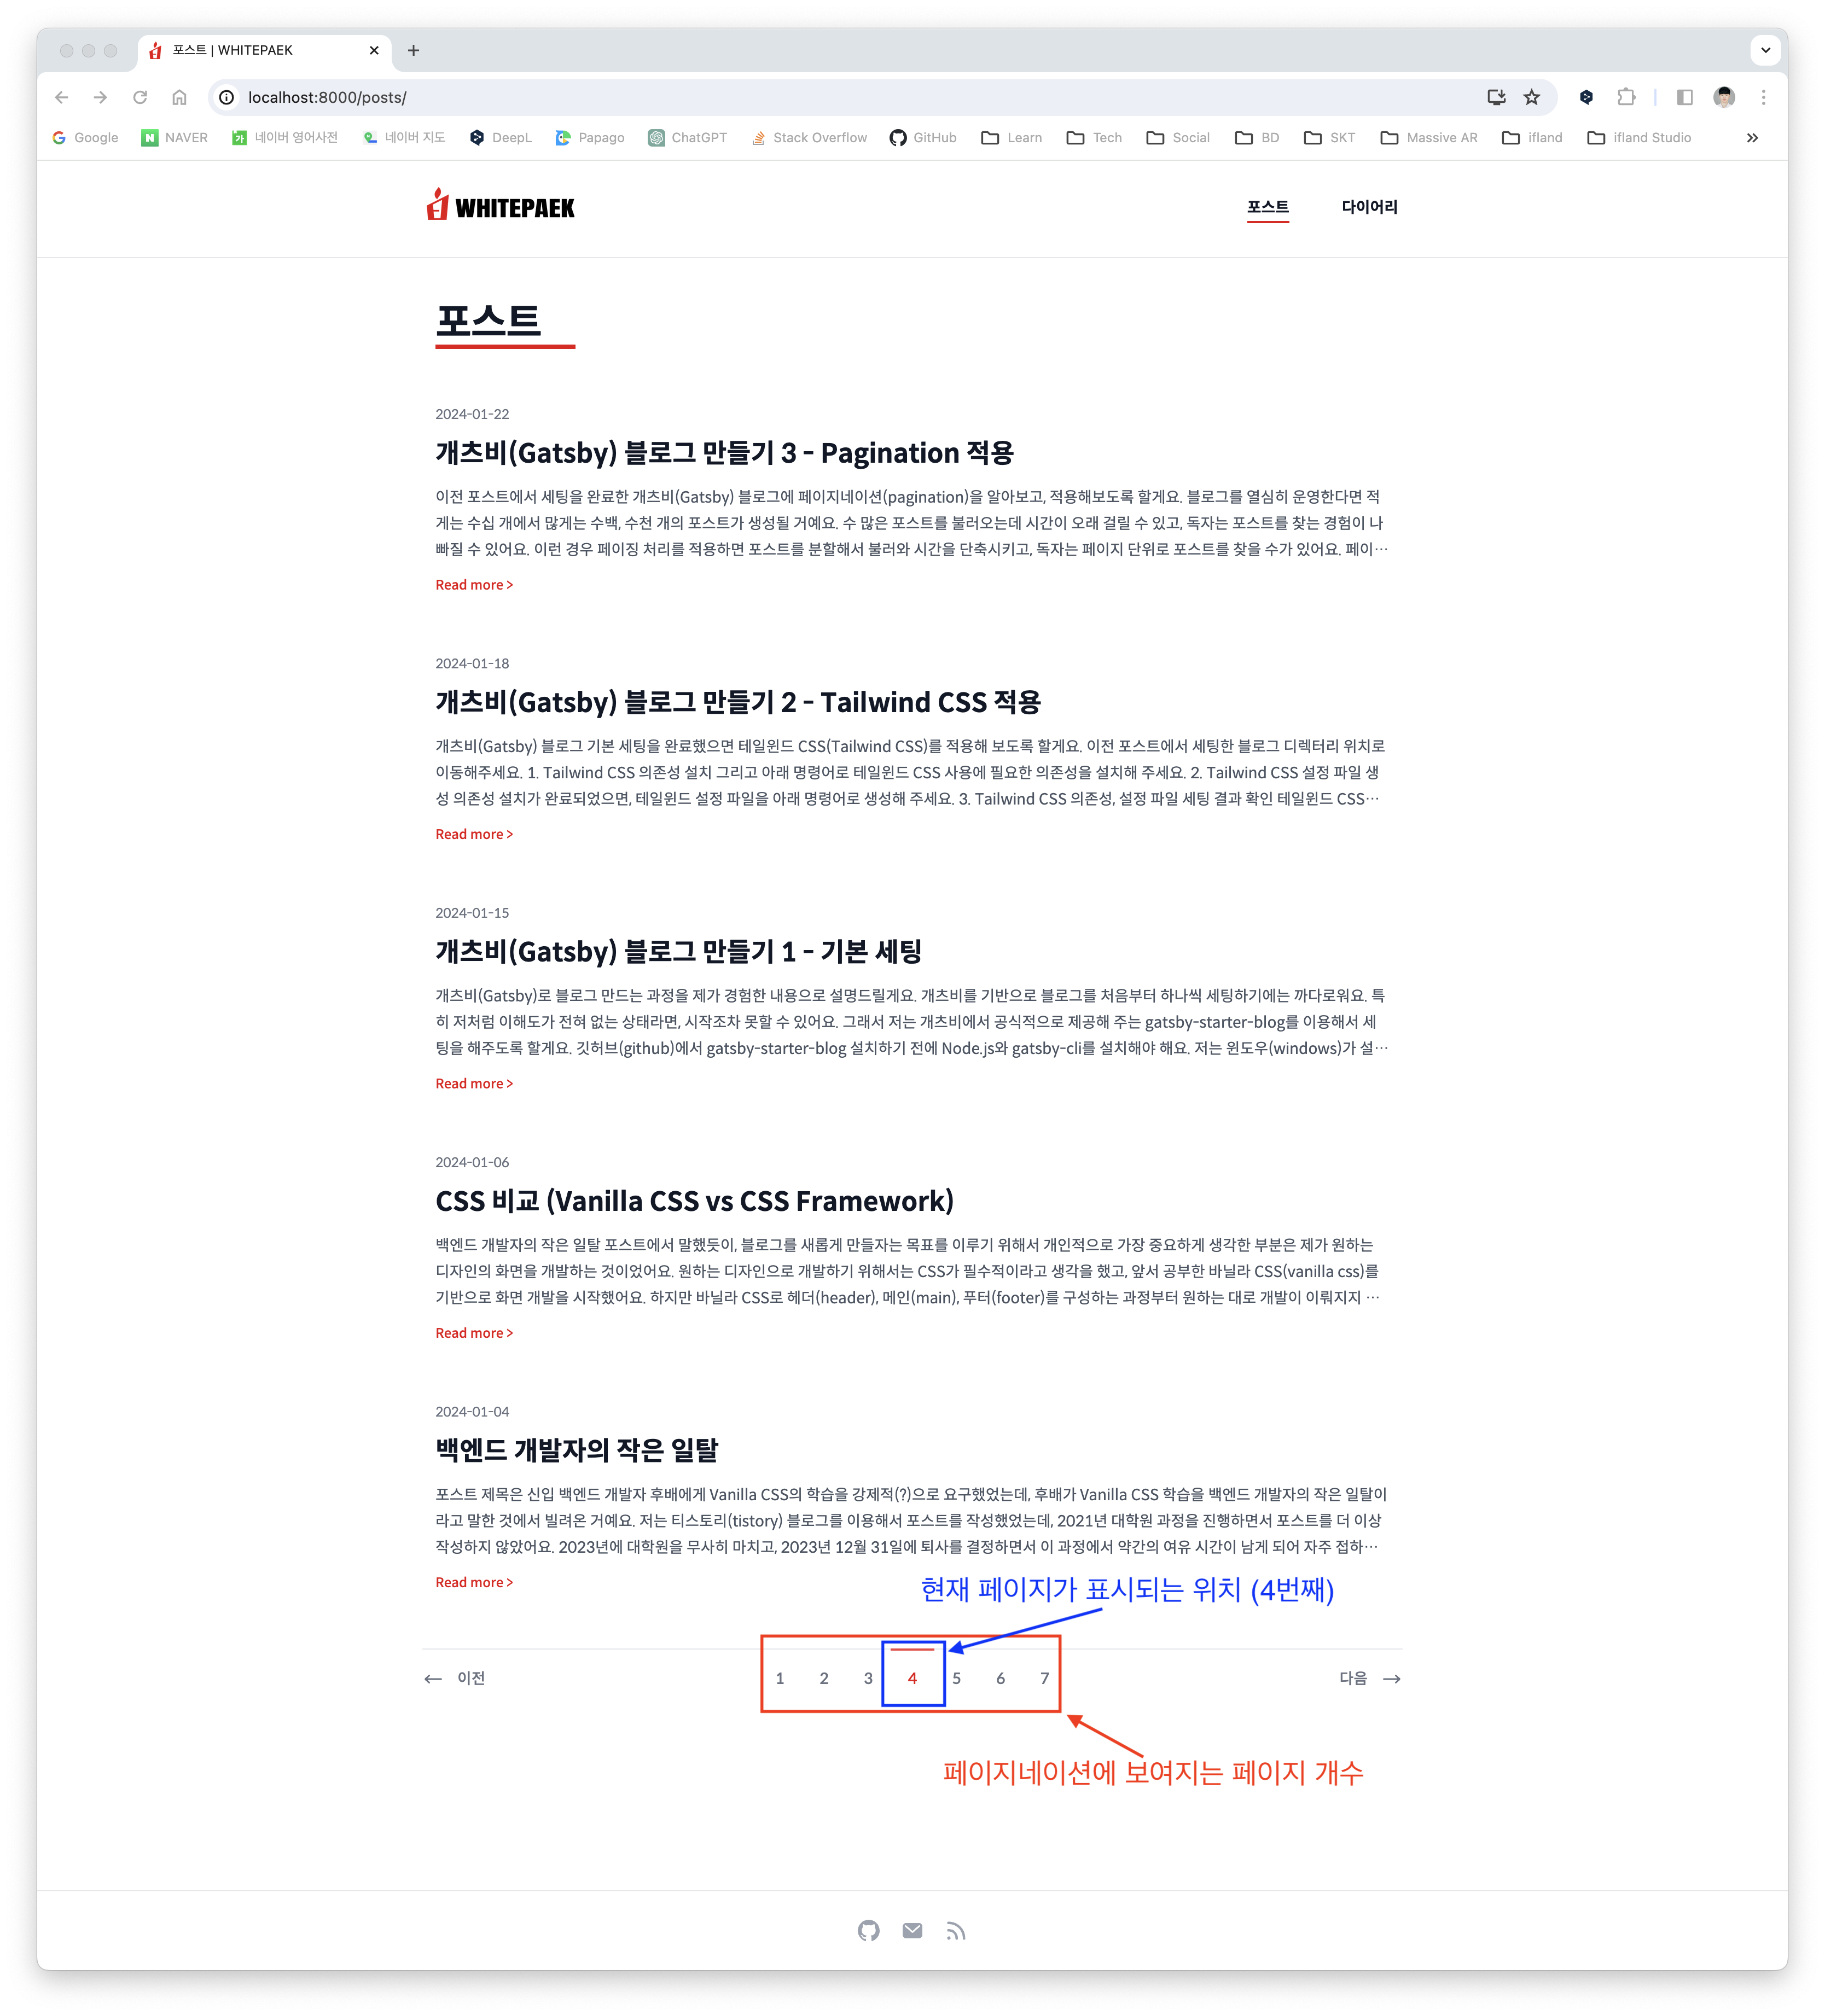 포스트 | WHITEPAEK
localhost:8000/posts/
Google NAVER 네이버 영어사전 네이버 지도 DeepL Papago ChatGPT Stack Overflow GitHub Learn Tech Social BD SKT Massive AR ifland ifland Studio
WHITEPAEK 포스트 다이어리
포스트
2024-01-22
개츠비(Gatsby) 블로그 만들기 3 - Pagination 적용
이전 포스트에서 세팅을 완료한 개츠비(Gatsby) 블로그에 페이지네이션(pagination)을 알아보고, 적용해보도록 할게요. 블로그를 열심히 운영한다면 적
게는 수십 개에서 많게는 수백, 수천 개의 포스트가 생성될 거예요. 수 많은 포스트를 불러오는데 시간이 오래 걸릴 수 있고, 독자는 포스트를 찾는 경험이 나
빠질 수 있어요. 이런 경우 페이징 처리를 적용하면 포스트를 분할해서 불러와 시간을 단축시키고, 독자는 페이지 단위로 포스트를 찾을 수가 있어요. 페이…
Read more >
2024-01-18
개츠비(Gatsby) 블로그 만들기 2 - Tailwind CSS 적용
개츠비(Gatsby) 블로그 기본 세팅을 완료했으면 테일윈드 CSS(Tailwind CSS)를 적용해 보도록 할게요. 이전 포스트에서 세팅한 블로그 디렉터리 위치로
이동해주세요. 1. Tailwind CSS 의존성 설치 그리고 아래 명령어로 테일윈드 CSS 사용에 필요한 의존성을 설치해 주세요. 2. Tailwind CSS 설정 파일 생
성 의존성 설치가 완료되었으면, 테일윈드 설정 파일을 아래 명령어로 생성해 주세요. 3. Tailwind CSS 의존성, 설정 파일 세팅 결과 확인 테일윈드 CSS…
Read more >
2024-01-15
개츠비(Gatsby) 블로그 만들기 1 - 기본 세팅
개츠비(Gatsby)로 블로그 만드는 과정을 제가 경험한 내용으로 설명드릴게요. 개츠비를 기반으로 블로그를 처음부터 하나씩 세팅하기에는 까다로워요. 특
히 저처럼 이해도가 전혀 없는 상태라면, 시작조차 못할 수 있어요. 그래서 저는 개츠비에서 공식적으로 제공해 주는 gatsby-starter-blog를 이용해서 세
팅을 해주도록 할게요. 깃허브(github)에서 gatsby-starter-blog 설치하기 전에 Node.js와 gatsby-cli를 설치해야 해요. 저는 윈도우(windows)가 설…
Read more >
2024-01-06
CSS 비교 (Vanilla CSS vs CSS Framework)
백엔드 개발자의 작은 일탈 포스트에서 말했듯이, 블로그를 새롭게 만들자는 목표를 이루기 위해서 개인적으로 가장 중요하게 생각한 부분은 제가 원하는
디자인의 화면을 개발하는 것이었어요. 원하는 디자인으로 개발하기 위해서는 CSS가 필수적이라고 생각을 했고, 앞서 공부한 바닐라 CSS(vanilla css)를
기반으로 화면 개발을 시작했어요. 하지만 바닐라 CSS로 헤더(header), 메인(main), 푸터(footer)를 구성하는 과정부터 원하는 대로 개발이 이뤄지지 …
Read more >
2024-01-04
백엔드 개발자의 작은 일탈
포스트 제목은 신입 백엔드 개발자 후배에게 Vanilla CSS의 학습을 강제적(?)으로 요구했었는데, 후배가 Vanilla CSS 학습을 백엔드 개발자의 작은 일탈이
라고 말한 것에서 빌려온 거예요. 저는 티스토리(tistory) 블로그를 이용해서 포스트를 작성했었는데, 2021년 대학원 과정을 진행하면서 포스트를 더 이상
작성하지 않았어요. 2023년에 대학원을 무사히 마치고, 2023년 12월 31일에 퇴사를 결정하면서 이 과정에서 약간의 여유 시간이 남게 되어 자주 접하…
Read more >
현재 페이지가 표시되는 위치 (4번째)
← 이전 1 2 3 4 5 6 7 다음 →
페이지네이션에 보여지는 페이지 개수